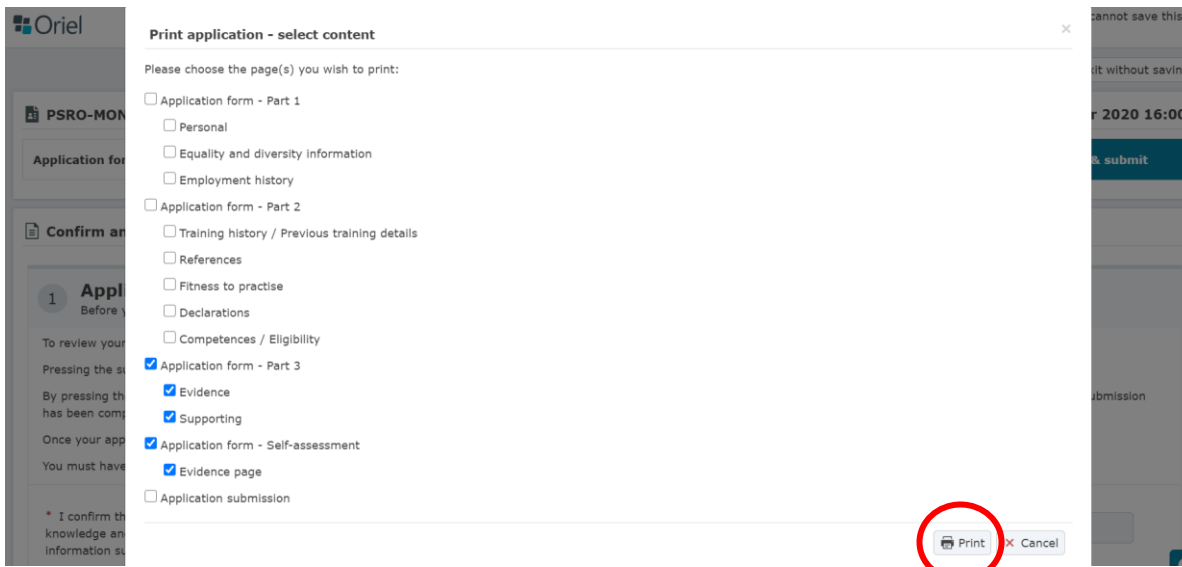 Oriel
cannot save this
Print application - select content
×
Please choose the page(s) you wish to print:
xit without savin
Application form - Part 1
PSRO-MON
r 2020 16:00
Personal
Equality and diversity information
Application for
& submit
Employment history
Application form - Part 2
Confirm an
Training history / Previous training details
References
1
Appli
Fitness to practise
Before y
Declarations
To review your
Competences / Eligibility
Pressing the su
Application form - Part 3
By pressing th
Evidence
ubmission
has been comp
Supporting
Once your app
Application form - Self-assessment
You must have
Evidence page
Application submission
* I confirm th
knowledge an
Print
× Cancel
information su